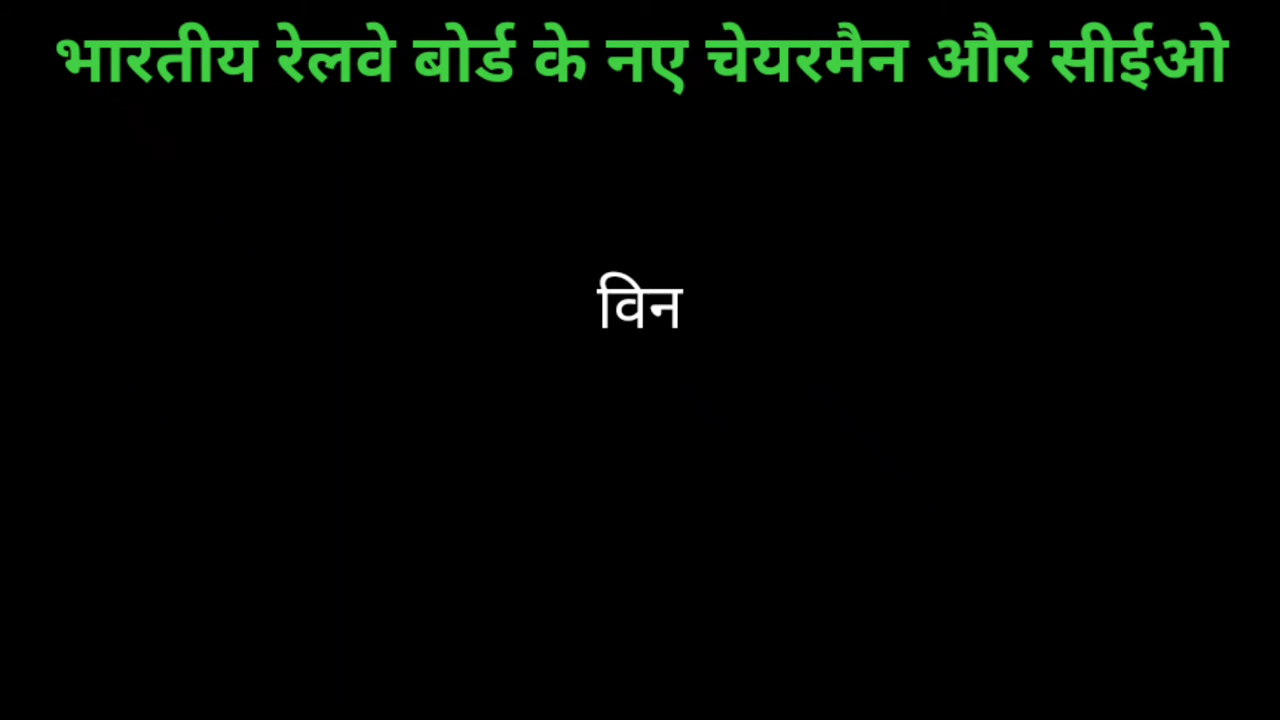 भारतीय रेलवे बोर्ड के नए चेयरमैन और सीईओ
विन